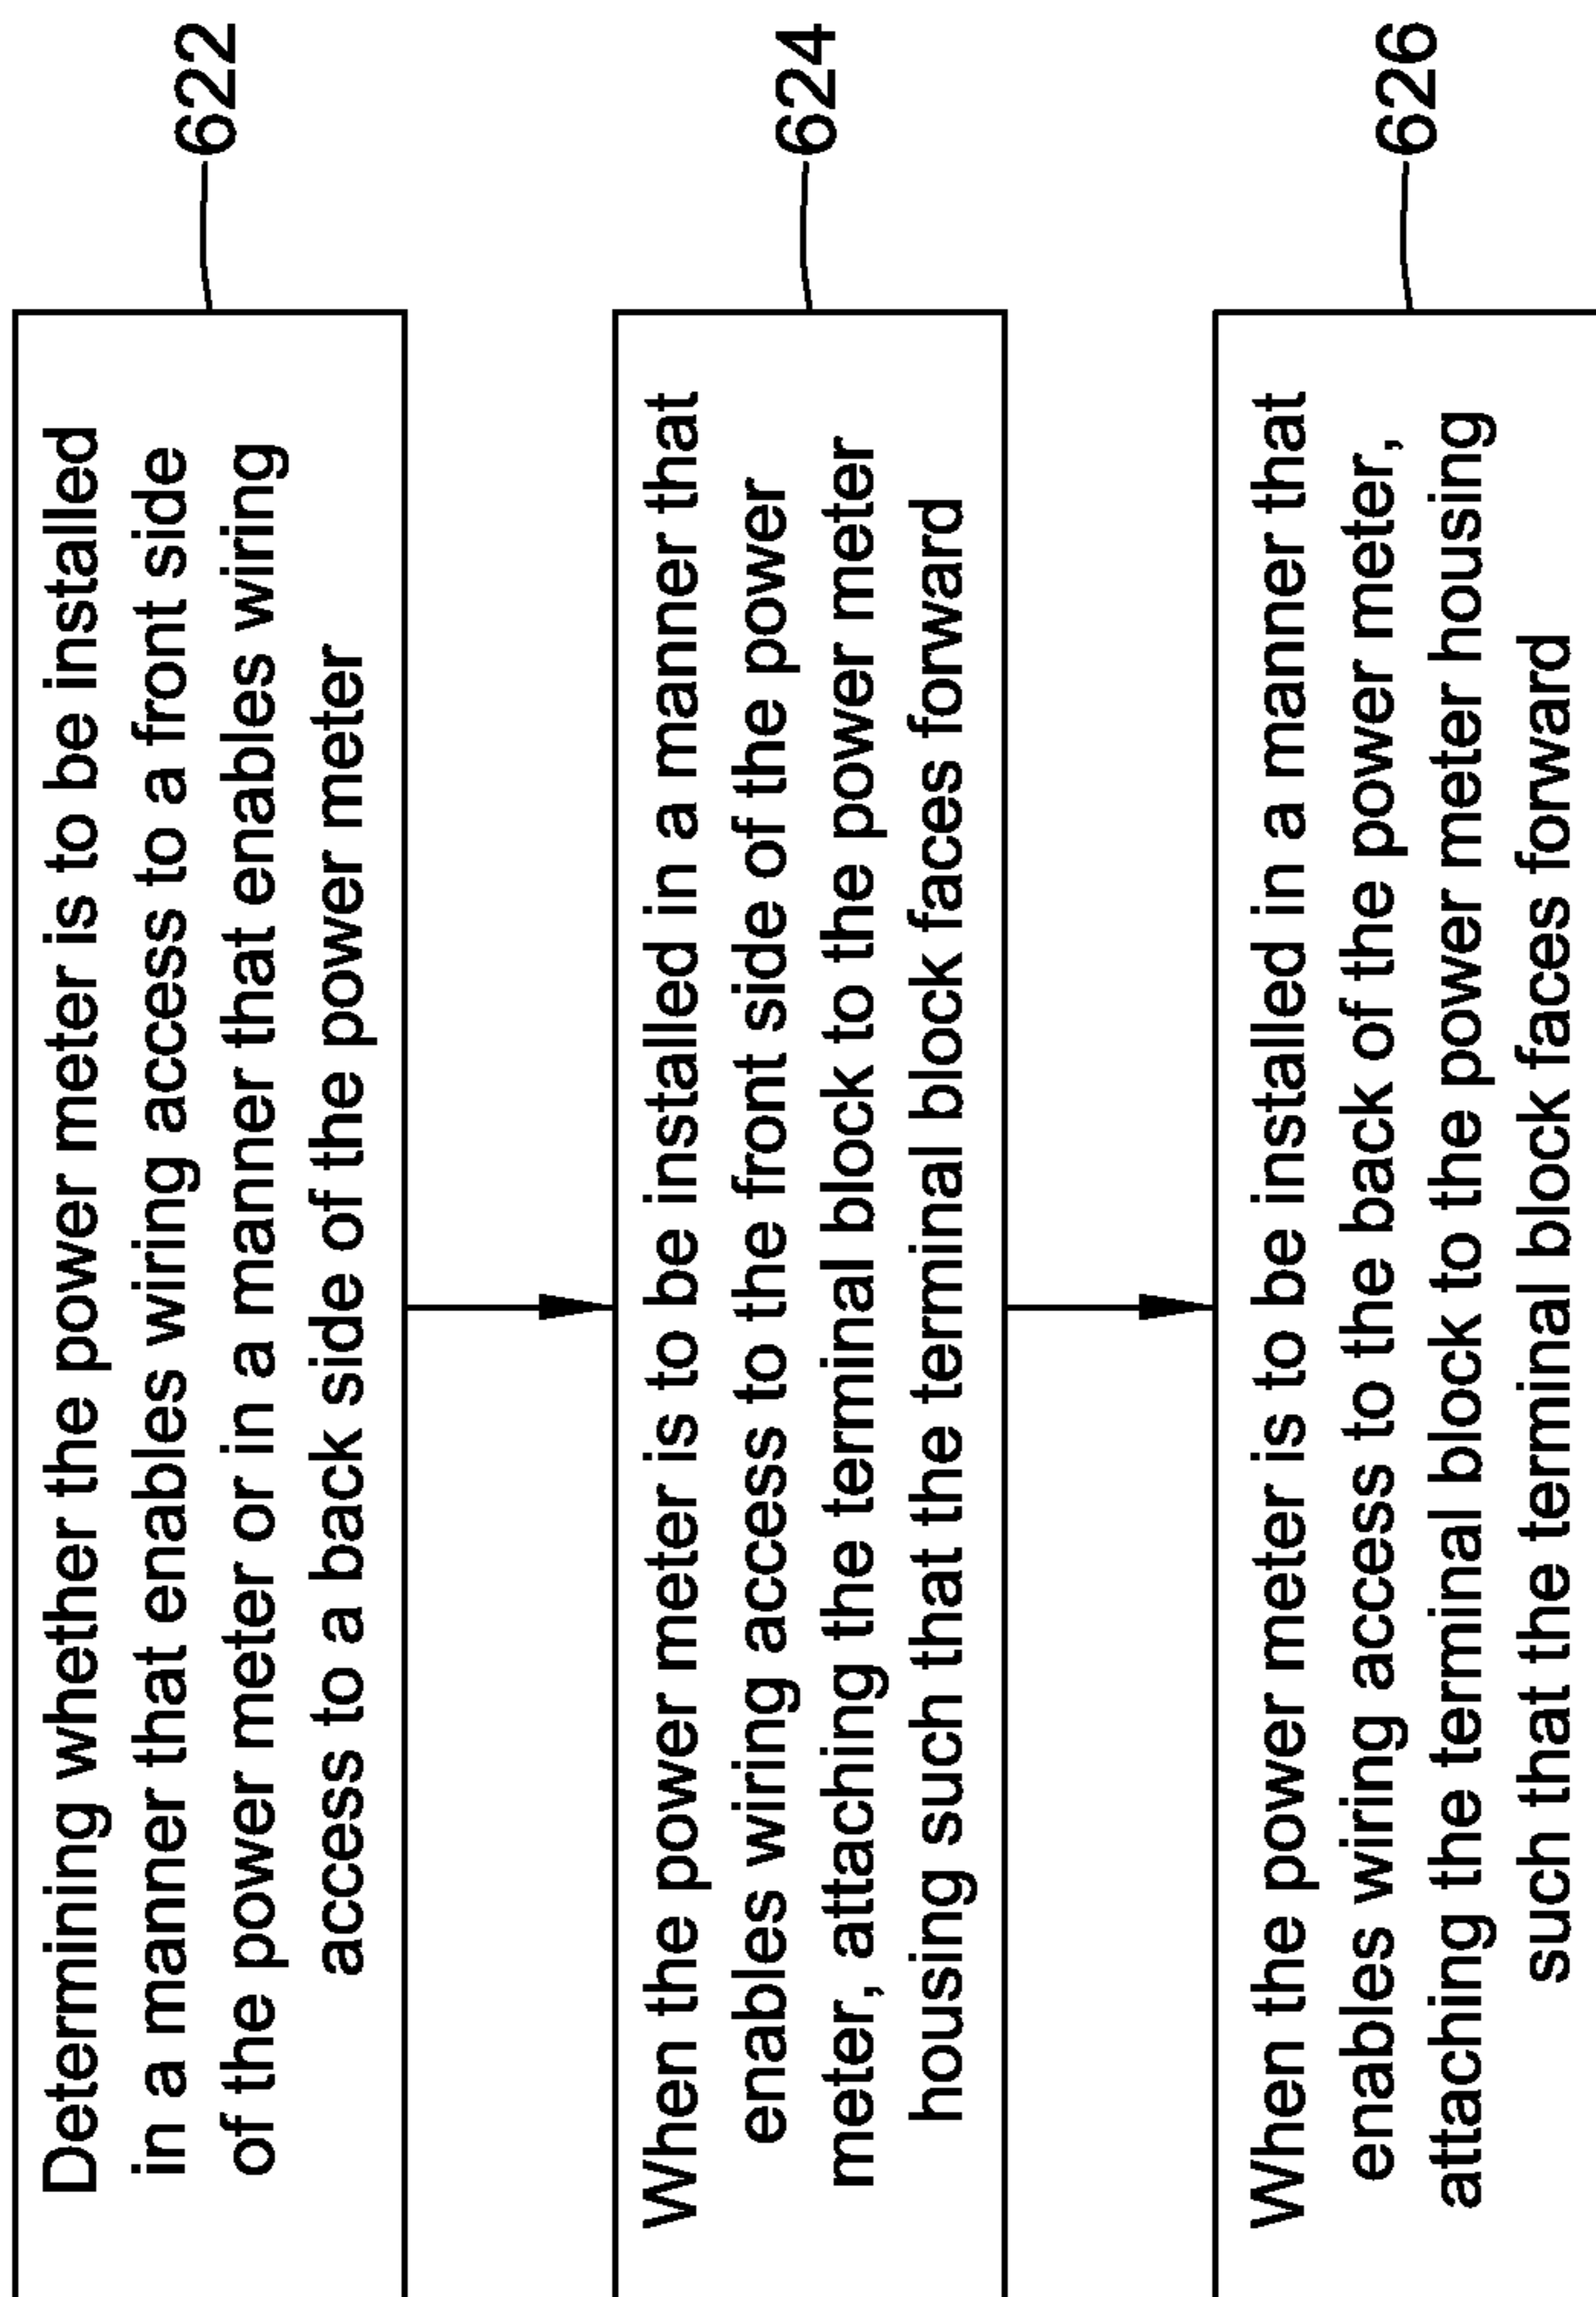 Determining whether the power meter is to be installed
in a manner that enables wiring access to a front side
of the power meter or in a manner that enables wiring
access to a back side of the power meter
622
When the power meter is to be installed in a manner that
enables wiring access to the front side of the power
meter, attaching the terminal block to the power meter
housing such that the terminal block faces forward
624
When the power meter is to be installed in a manner that
enables wiring access to the back of the power meter,
attaching the terminal block to the power meter housing
such that the terminal block faces forward
626